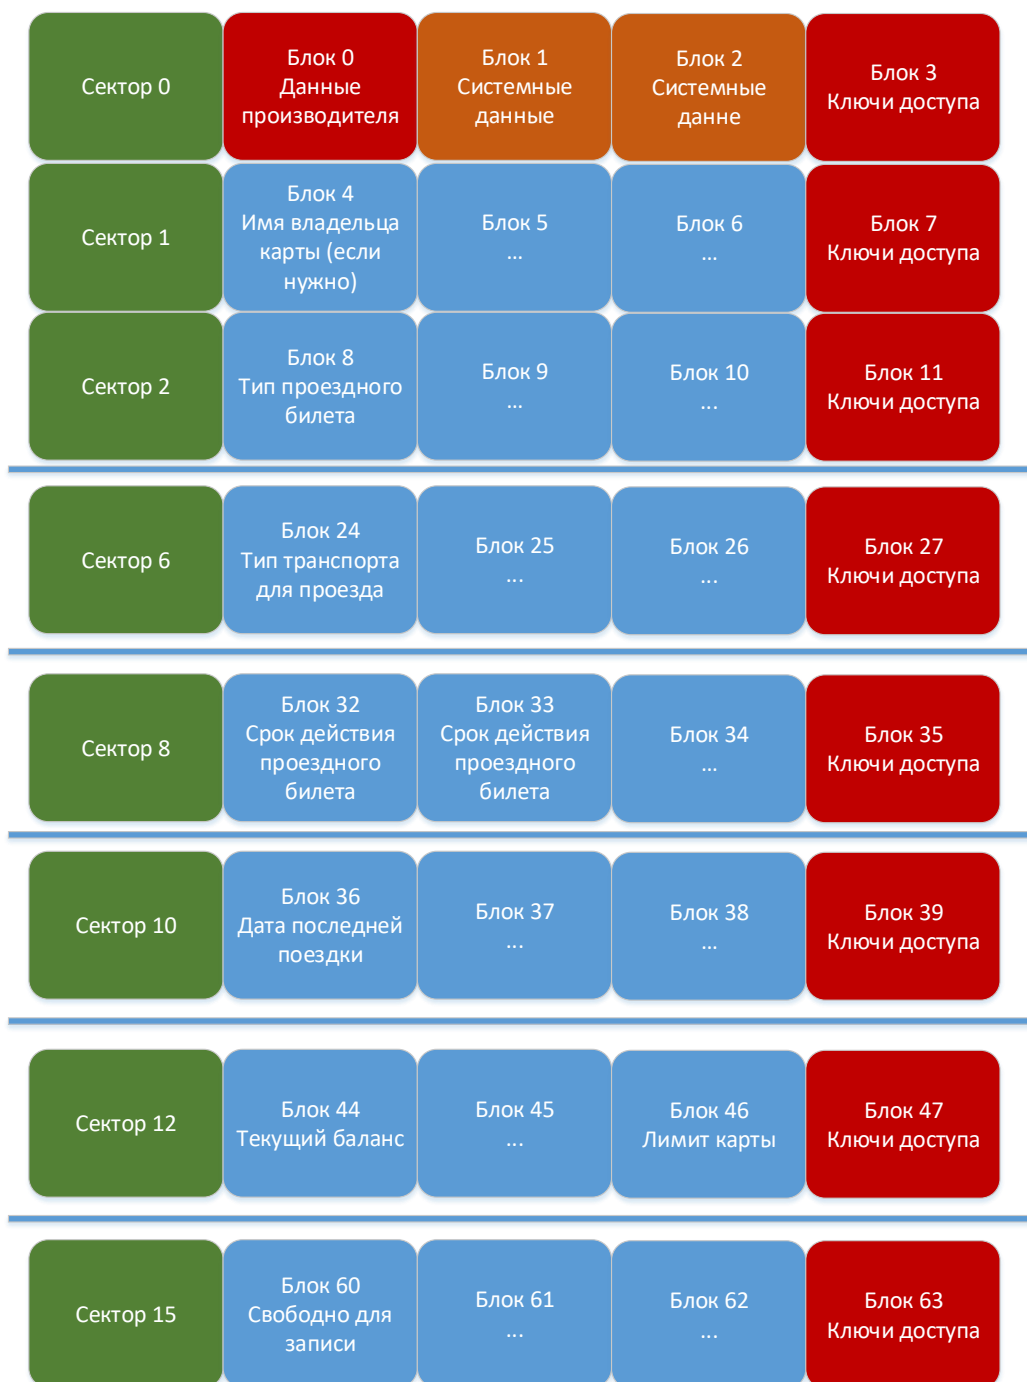 Сектор 0
Блок 0
Данные
производителя
Блок 1
Системные
данные
Блок 2
Системные
данне
Блок 3
Ключи доступа
Сектор 1
Блок 4
Имя владельца
карты (если
нужно)
Блок 5
...
Блок 6
...
Блок 7
Ключи доступа
Сектор 2
Блок 8
Тип проездного
билета
Блок 9
...
Блок 10
...
Блок 11
Ключи доступа
Сектор 6
Блок 24
Тип транспорта
для проезда
Блок 25
...
Блок 26
...
Блок 27
Ключи доступа
Сектор 8
Блок 32
Срок действия
проездного
билета
Блок 33
Срок действия
проездного
билета
Блок 34
...
Блок 35
Ключи доступа
Сектор 10
Блок 36
Дата последней
поездки
Блок 37
...
Блок 38
...
Блок 39
Ключи доступа
Сектор 12
Блок 44
Текущий баланс
Блок 45
...
Блок 46
Лимит карты
Блок 47
Ключи доступа
Сектор 15
Блок 60
Свободно для
записи
Блок 61
...
Блок 62
...
Блок 63
Ключи доступа